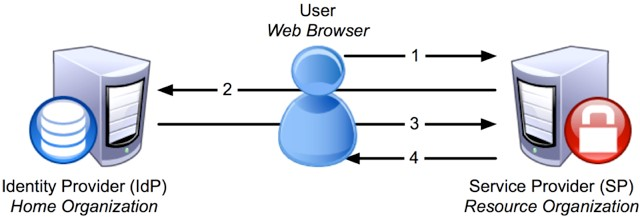 User
Web Browser
1
2
3
4
Identity Provider (IdP)
Home Organization
Service Provider (SP)
Resource Organization